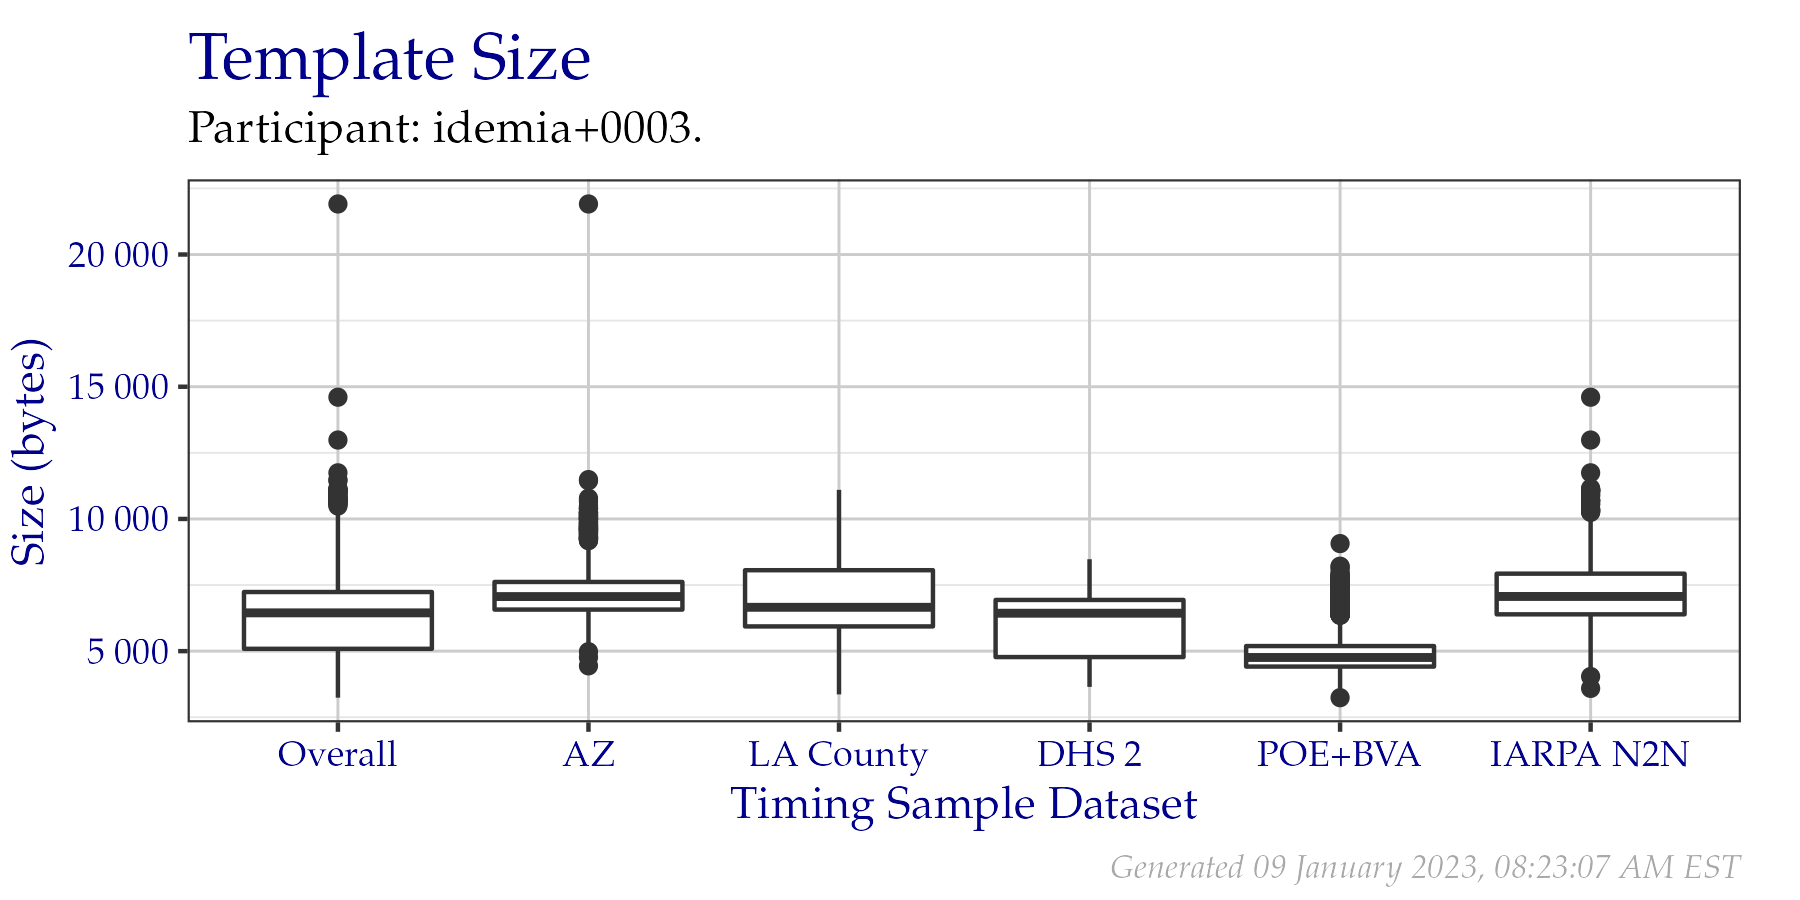 Template Size
Participant: idemia+0003.
Size (bytes)
20 000
15 000
10 000
5 000
Overall AZ LA County DHS 2 POE+BVA IARPA N2N
Timing Sample Dataset
Generated 09 January 2023, 08:23:07 AM EST